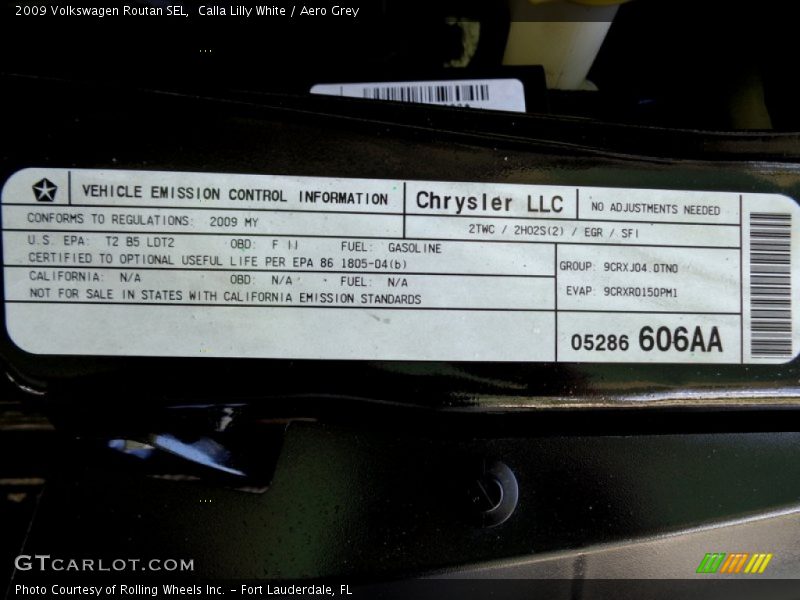 2009 Volkswagen Routan SEL, Calla Lilly White / Aero Grey
...
VEHICLE EMISSION CONTROL INFORMATION
Chrysler LLC
NO ADJUSTMENTS NEEDED
CONFORMS TO REGULATIONS: 2009 MY
2TWC / 2HO2S(2) / EGR / SFI
U.S. EPA: T2 B5 LDT2 OBD: F II FUEL: GASOLINE
CERTIFIED TO OPTIONAL USEFUL LIFE PER EPA 86 1805-04(b)
CALIFORNIA: N/A OBD: N/A FUEL: N/A
NOT FOR SALE IN STATES WITH CALIFORNIA EMISSION STANDARDS
GROUP: 9CRXJ04.0TN0
EVAP: 9CRXR0150PM1
05286 606AA
...
GTCARLOT.COM
Photo Courtesy of Rolling Wheels Inc. – Fort Lauderdale, FL